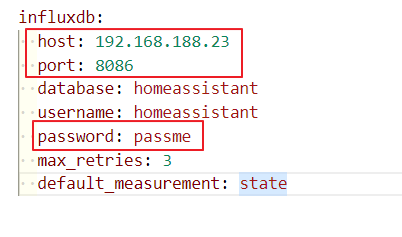 influxdb:
host: 192.168.188.23
port: 8086
database: homeassistant
username: homeassistant
password: passme
max_retries: 3
default_measurement: state